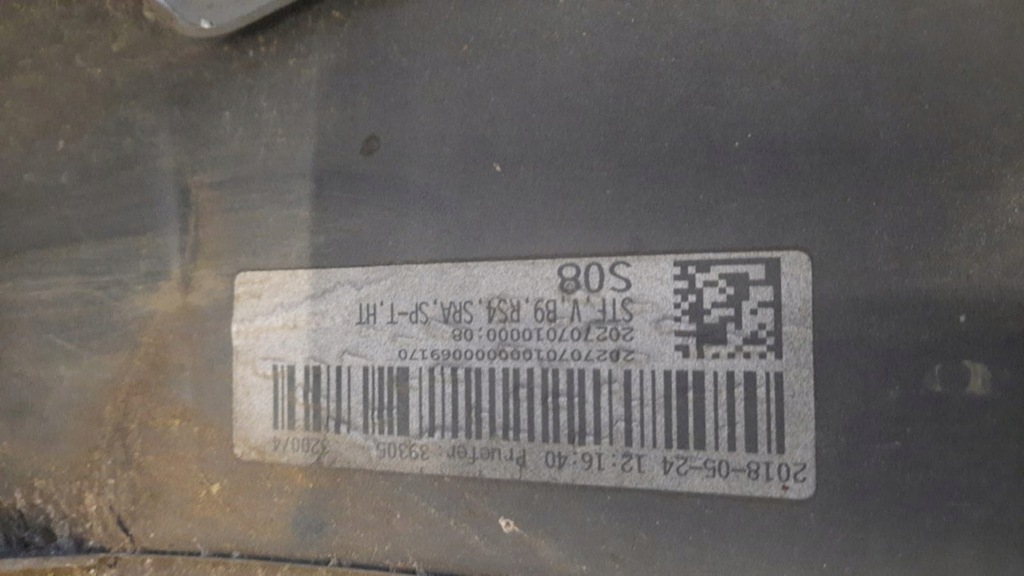 2018-05-24 12:16:40 Pruefer:39305 3200/4
202707010000000069170
202707010000:08
STF,V,B9,RS4,SRA,SP-T,HT
S08